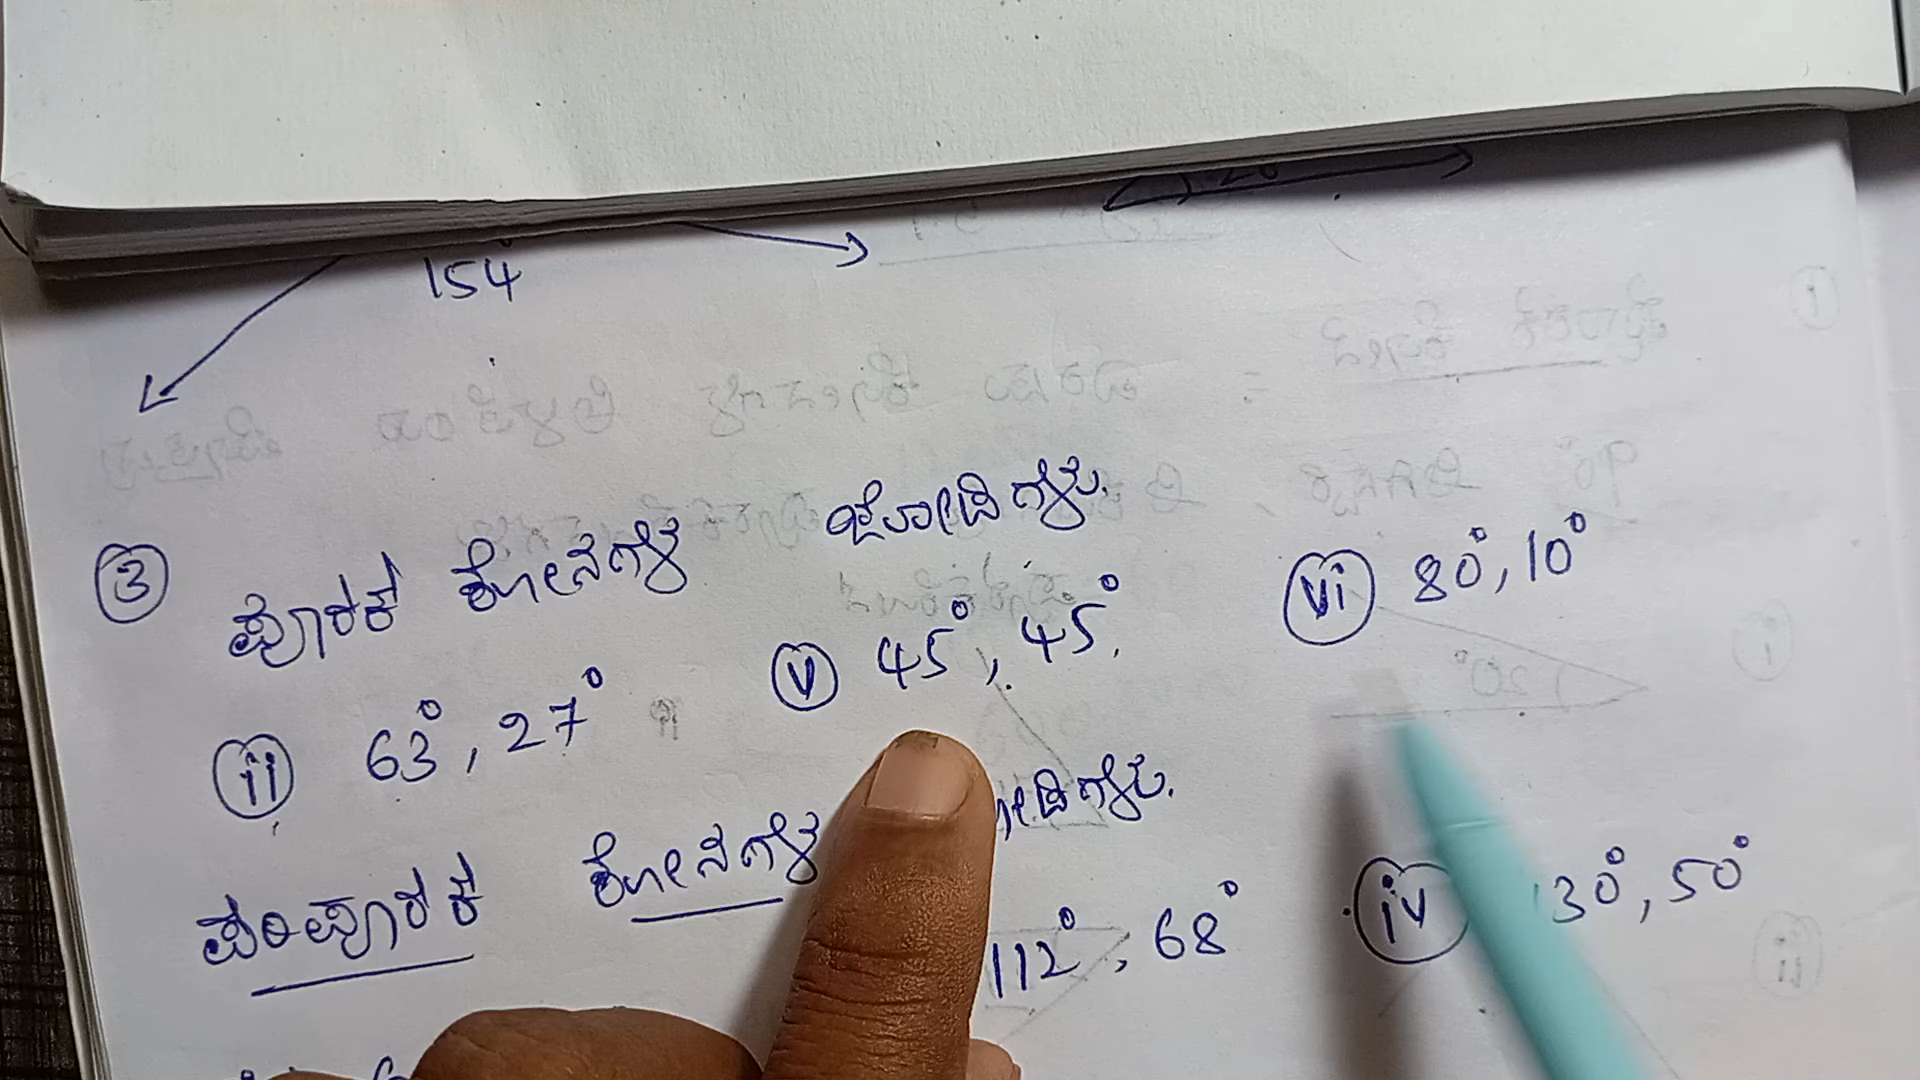 154°
③ ಪೂರಕ ಕೋನಗಳ ಜೋಡಿಗಳು.
ⓘⓘ 63°, 27° ⓥ 45°, 45°. ⓥⓘ 80°, 10°
ಪರಿಪೂರಕ ಕೋನಗಳ
112°, 68° ⓘⓥ 130°, 50°